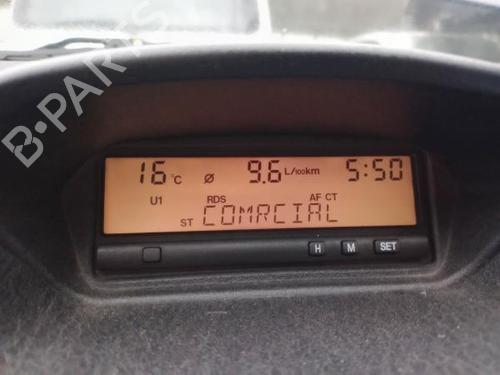 B-PARTS
16 °C ø 9.6 L/100km 5:50
U1 RDS AF CT
ST COMRCIAL
H M SET